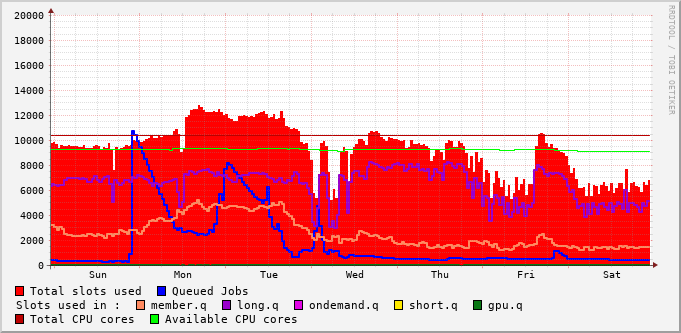 20000
18000
16000
14000
12000
10000
8000
6000
4000
2000
0
Sun Mon Tue Wed Thu Fri Sat
RRDTOOL / TOBI OETIKER
Total slots used Queued Jobs
Slots used in : member.q long.q ondemand.q short.q gpu.q
Total CPU cores Available CPU cores